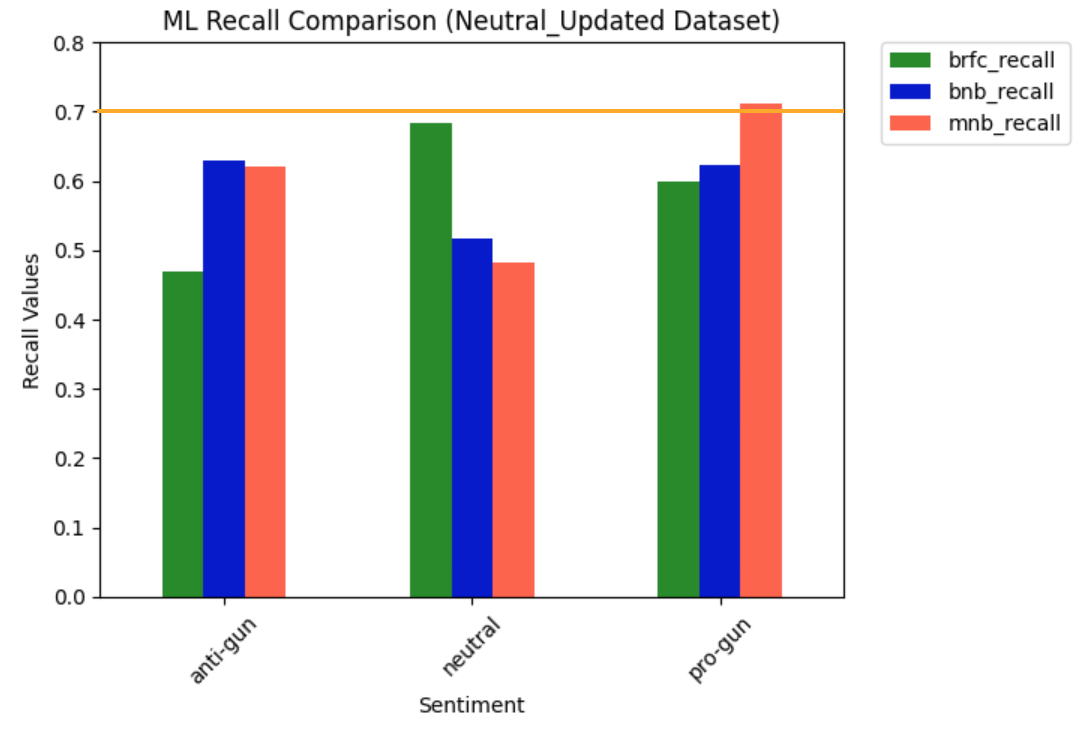 ML Recall Comparison (Neutral_Updated Dataset)
0.8
0.7
0.6
0.5
0.4
0.3
0.2
0.1
0.0
Recall Values
anti-gun
neutral
pro-gun
Sentiment
brfc_recall
bnb_recall
mnb_recall